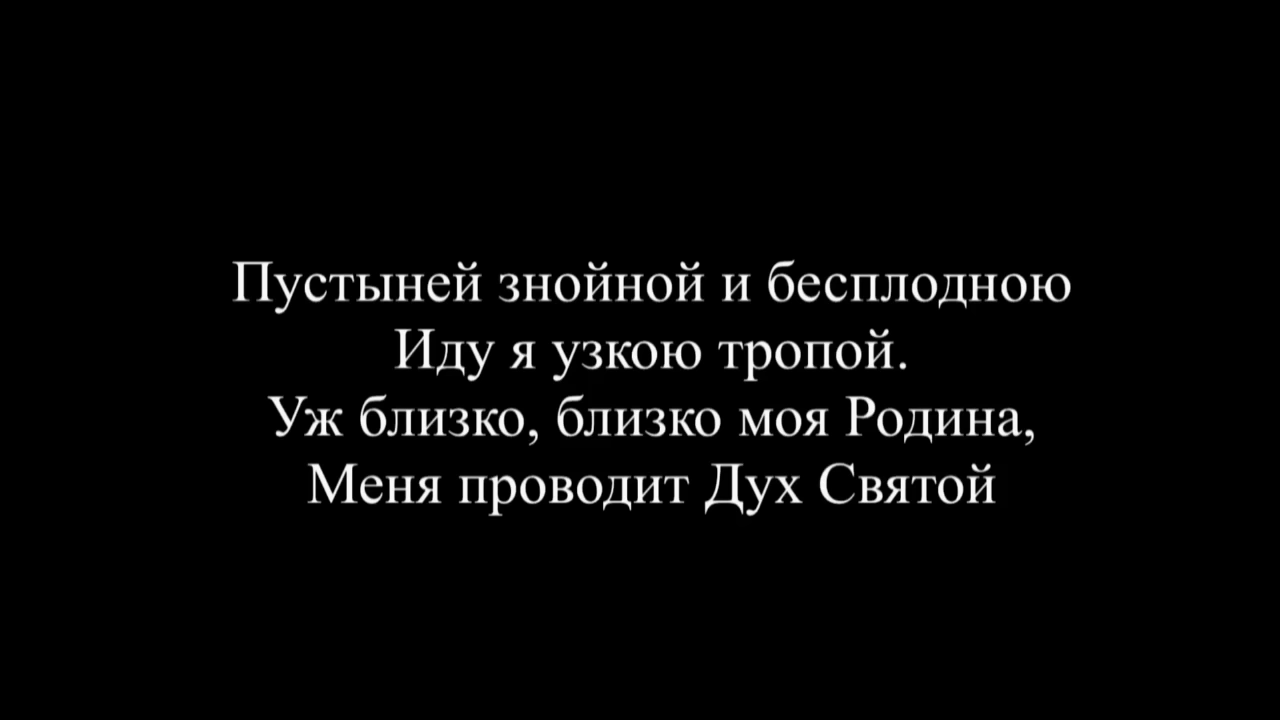 Пустыней знойной и бесплодною
Иду я узкою тропой.
Уж близко, близко моя Родина,
Меня проводит Дух Святой